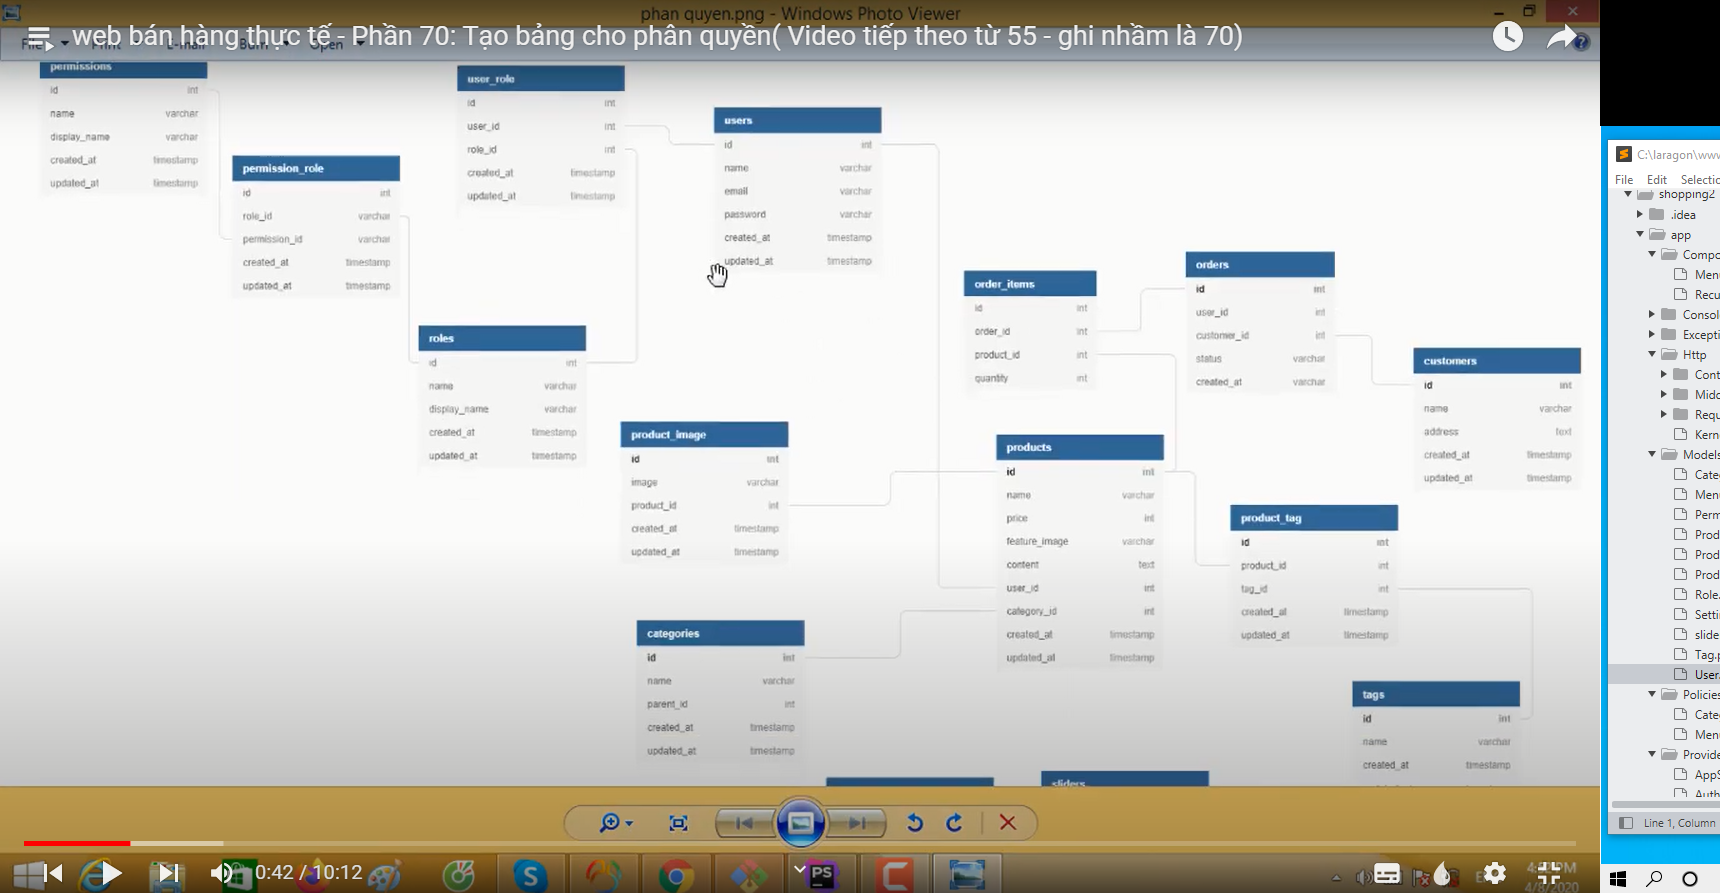 phan quyen.png - Windows Photo Viewer
web bán hàng thực tế - Phần 70: Tạo bảng cho phân quyền( Video tiếp theo từ 55 - ghi nhầm là 70)
permissions
id int
name varchar
display_name varchar
created_at timestamp
updated_at timestamp
permission_role
id int
role_id varchar
permission_id varchar
created_at timestamp
updated_at timestamp
user_role
id int
user_id int
role_id int
created_at timestamp
updated_at timestamp
users
id int
name varchar
email varchar
password varchar
created_at timestamp
updated_at timestamp
roles
id int
name varchar
display_name varchar
created_at timestamp
updated_at timestamp
order_items
id int
order_id int
product_id int
quantity int
orders
id int
user_id int
customer_id int
status varchar
created_at varchar
customers
id int
name varchar
address text
created_at timestamp
updated_at timestamp
product_image
id int
image varchar
product_id int
created_at timestamp
updated_at timestamp
products
id int
name varchar
price int
feature_image varchar
content text
user_id int
category_id int
created_at timestamp
updated_at timestamp
product_tag
id int
product_id int
tag_id int
created_at timestamp
updated_at timestamp
categories
id int
name varchar
parent_id int
created_at timestamp
updated_at timestamp
tags
id int
name varchar
created_at timestamp
sliders
0:42 / 10:12
PS
4/8/2020
C:\laragon\www
File Edit Selectio
shopping2
.idea
app
Compo
Menu
Recu
Consol
Excepti
Http
Cont
Midd
Requ
Kern
Models
Cate
Menu
Perm
Prod
Prod
Prod
Role.
Setti
slide
Tag.p
User.
Policies
Cate
Menu
Provide
AppS
Auth
Line 1, Column